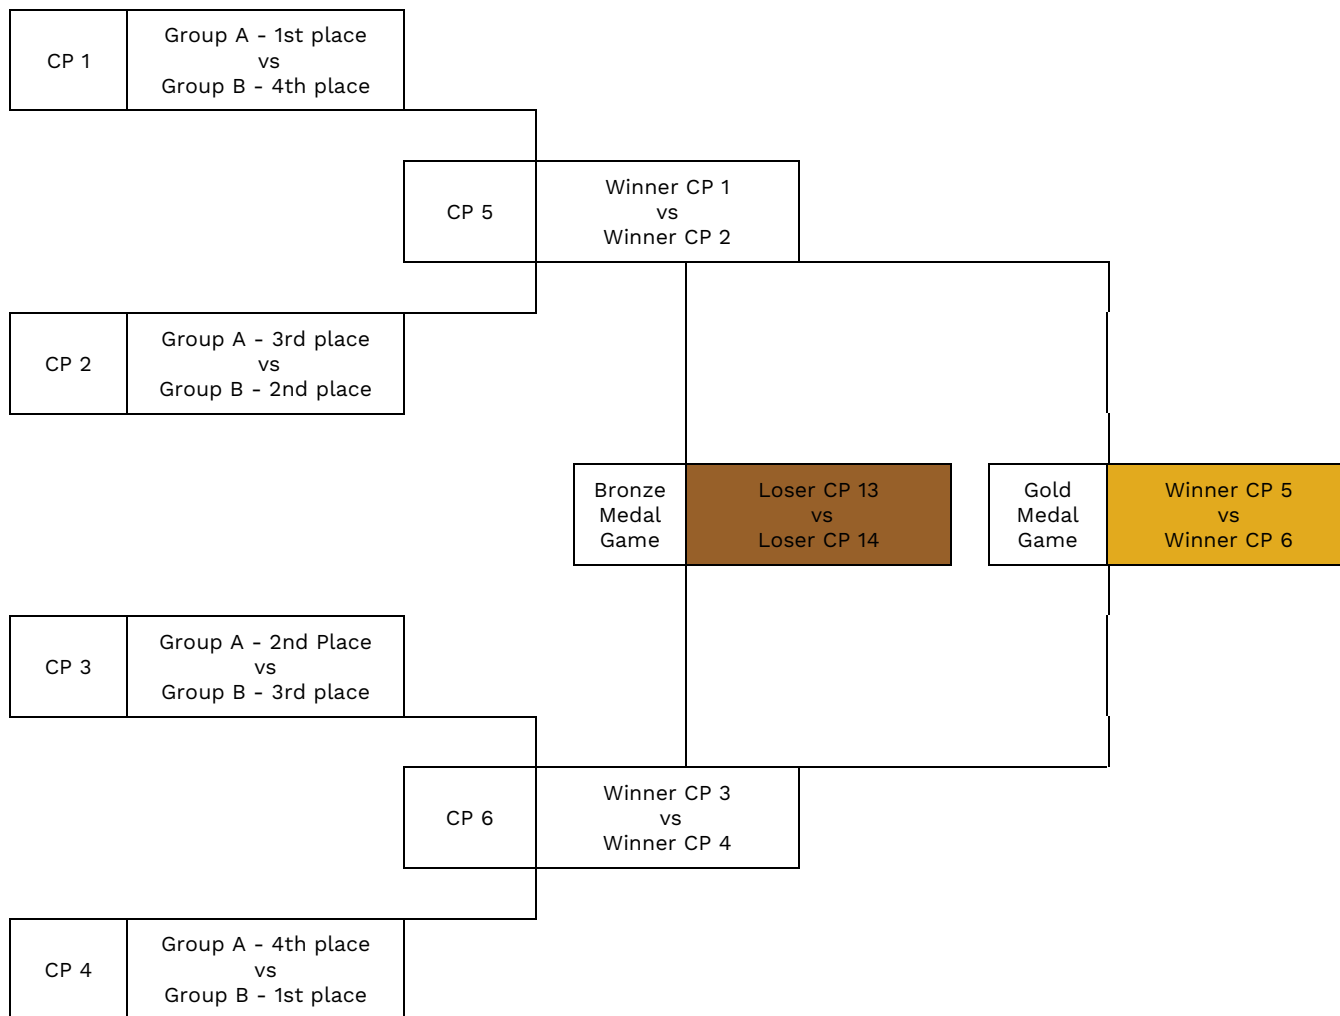 CP 1
Group A - 1st place
vs
Group B - 4th place
CP 5
Winner CP 1
vs
Winner CP 2
CP 2
Group A - 3rd place
vs
Group B - 2nd place
Bronze
Medal
Game
Loser CP 13
vs
Loser CP 14
Gold
Medal
Game
Winner CP 5
vs
Winner CP 6
CP 3
Group A - 2nd Place
vs
Group B - 3rd place
CP 6
Winner CP 3
vs
Winner CP 4
CP 4
Group A - 4th place
vs
Group B - 1st place